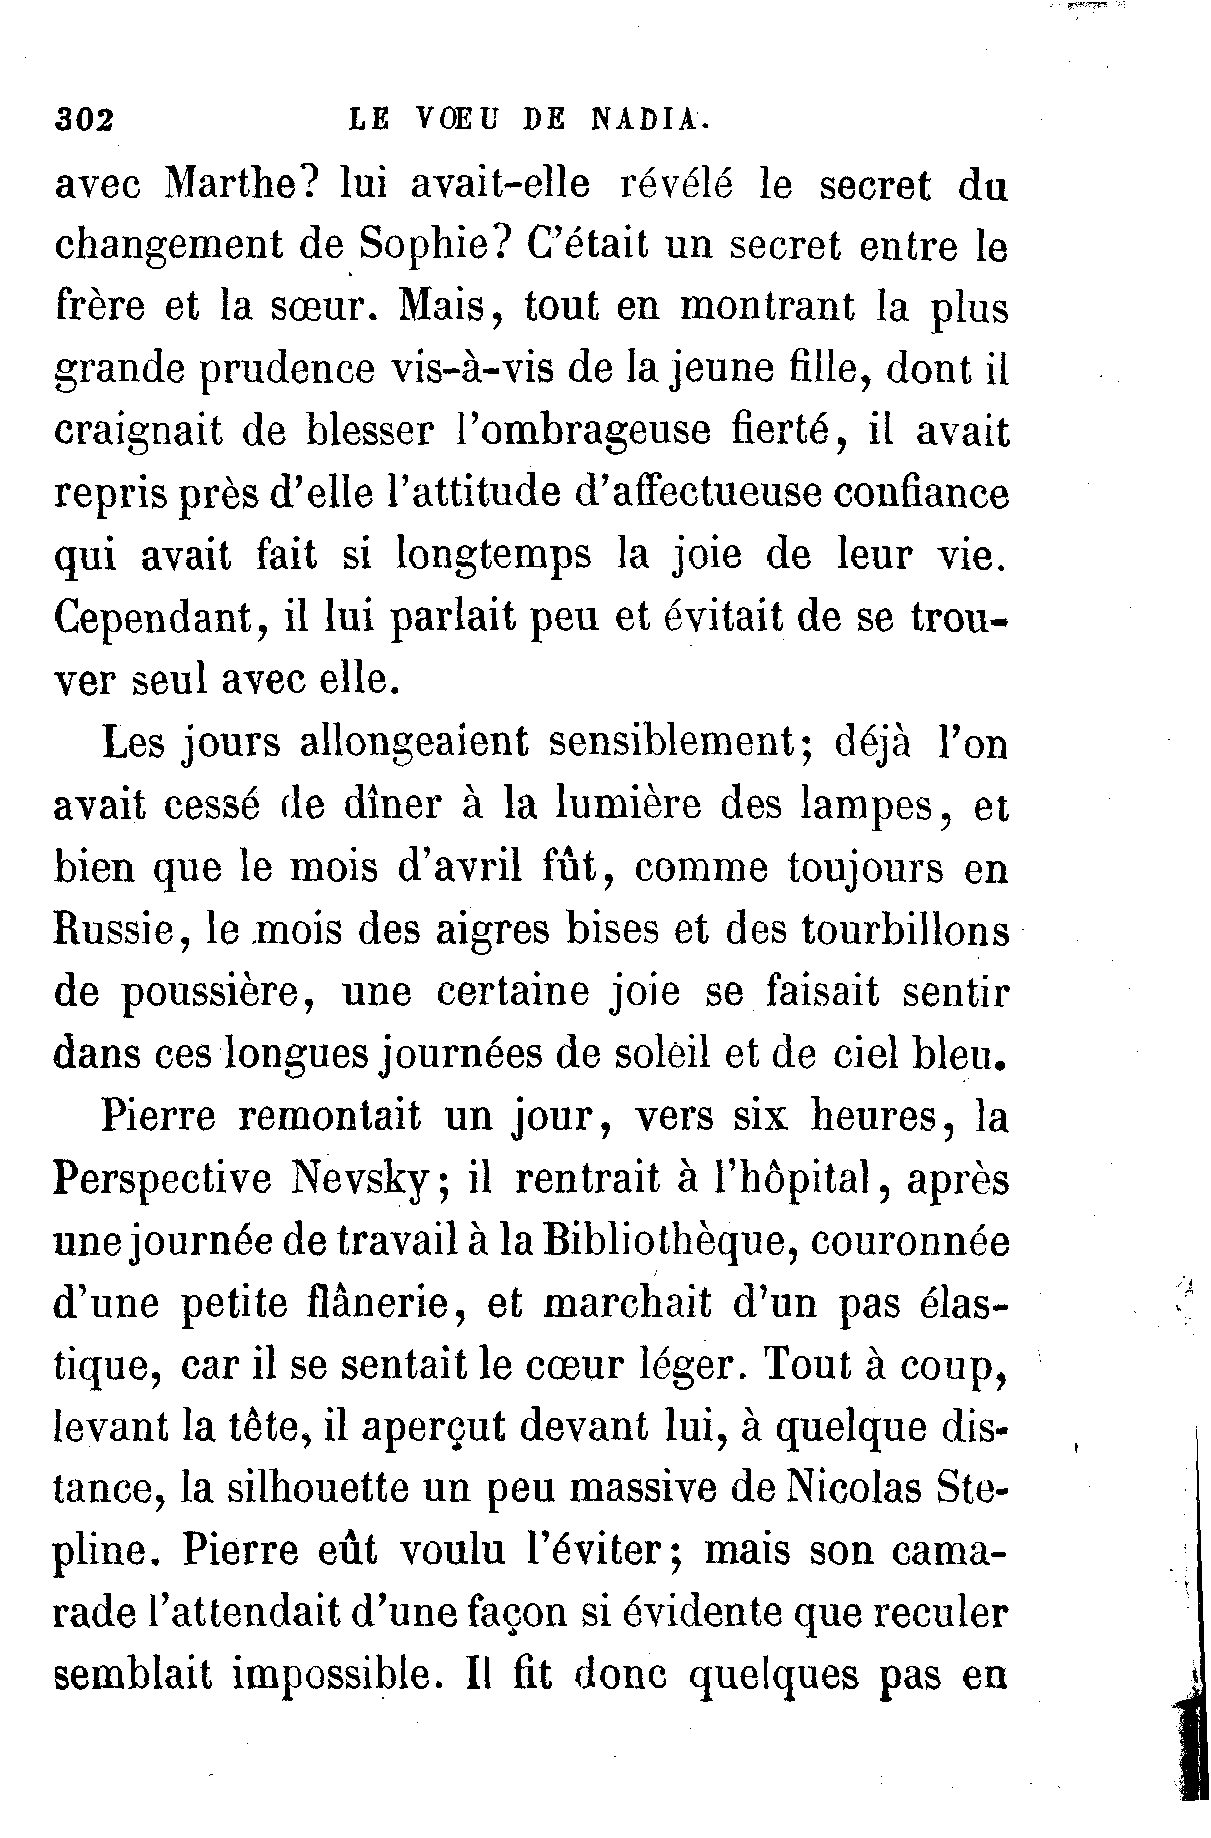 302 LE VŒU DE NADIA.
avec Marthe? lui avait-elle révélé le secret du
changement de Sophie? C'était un secret entre le
frère et la sœur. Mais, tout en montrant la plus
grande prudence vis-à-vis de la jeune fille, dont il
craignait de blesser l'ombrageuse fierté, il avait
repris près d'elle l'attitude d'affectueuse confiance
qui avait fait si longtemps la joie de leur vie.
Cependant, il lui parlait peu et évitait de se trou-
ver seul avec elle.
Les jours allongeaient sensiblement; déjà l'on
avait cessé de dîner à la lumière des lampes, et
bien que le mois d'avril fût, comme toujours en
Russie, le mois des aigres bises et des tourbillons
de poussière, une certaine joie se faisait sentir
dans ces longues journées de soleil et de ciel bleu.
Pierre remontait un jour, vers six heures, la
Perspective Nevsky; il rentrait à l'hôpital, après
une journée de travail à la Bibliothèque, couronnée
d'une petite flânerie, et marchait d'un pas élas-
tique, car il se sentait le cœur léger. Tout à coup,
levant la tête, il aperçut devant lui, à quelque dis-
tance, la silhouette un peu massive de Nicolas Ste-
pline. Pierre eût voulu l'éviter; mais son cama-
rade l'attendait d'une façon si évidente que reculer
semblait impossible. Il fit donc quelques pas en